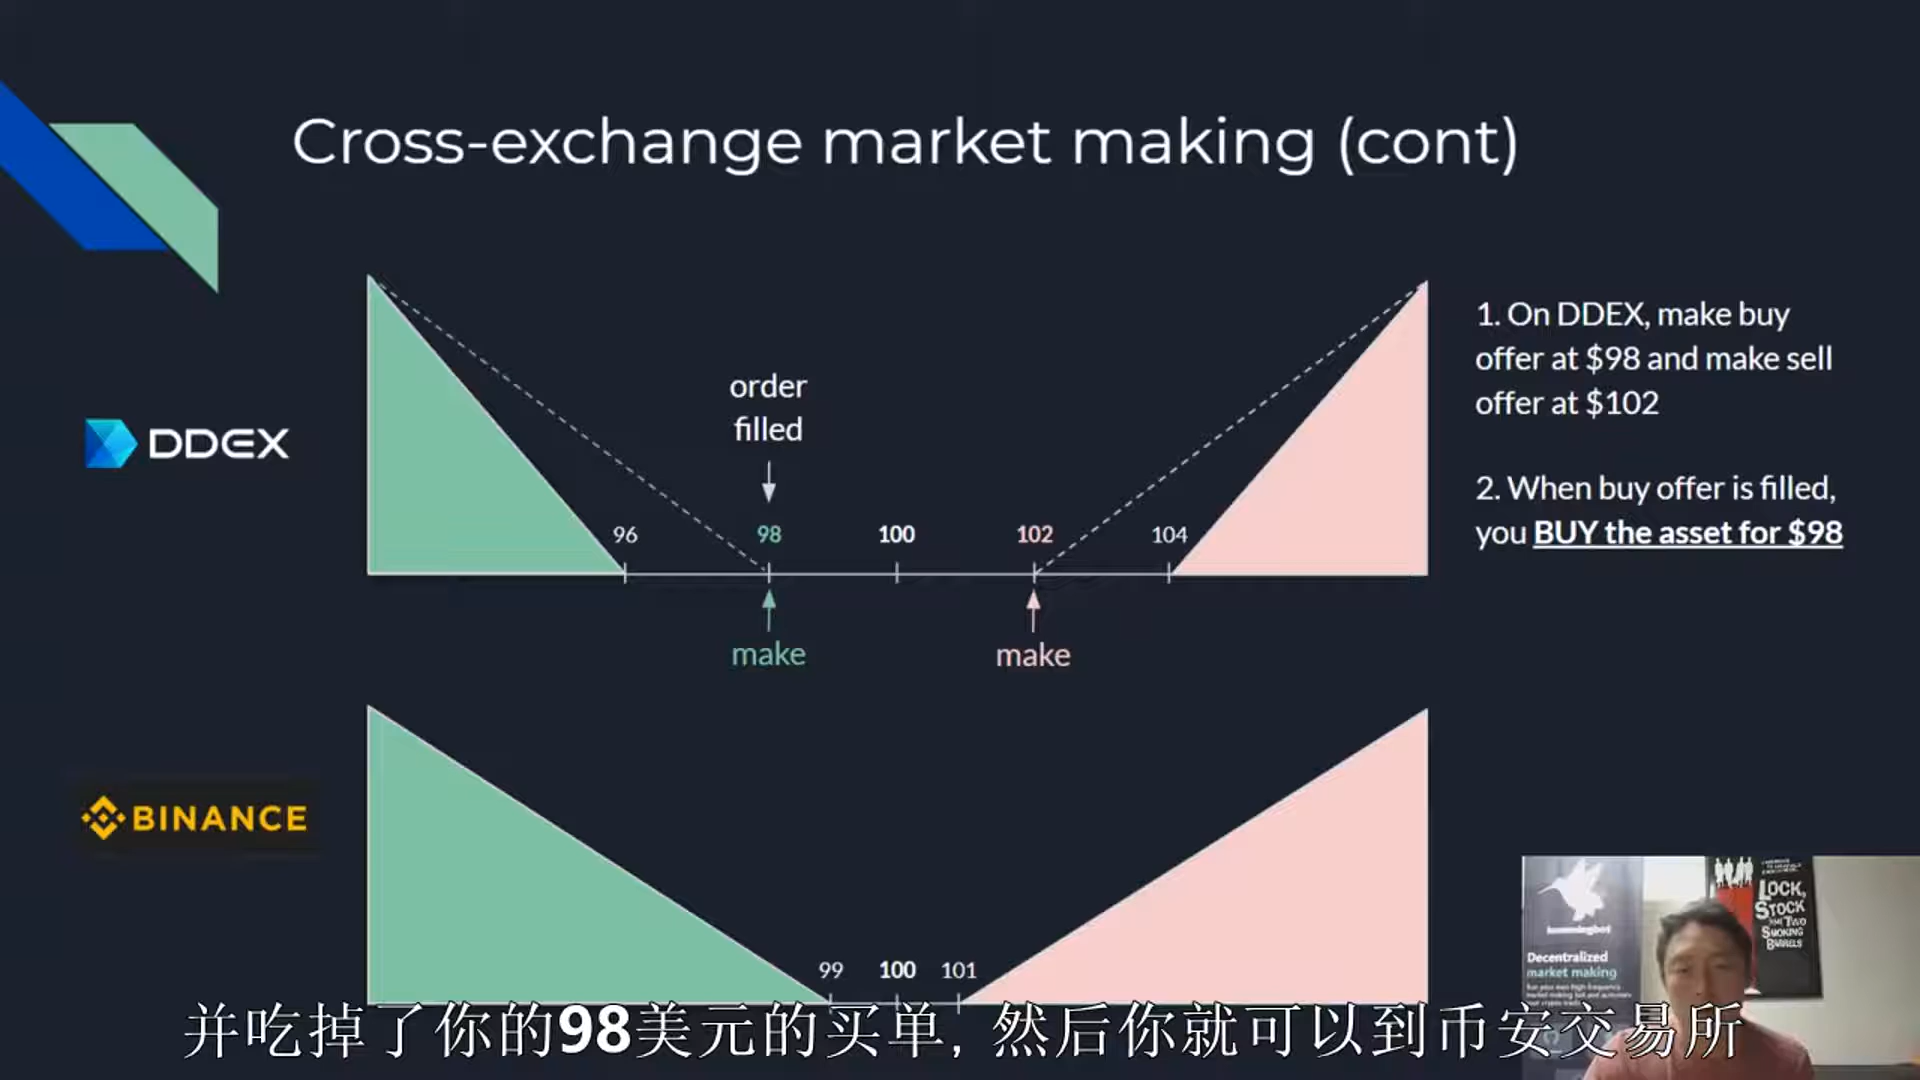 Cross-exchange market making (cont)
1. On DDEX, make buy
offer at $98 and make sell
offer at $102
2. When buy offer is filled,
you BUY the asset for $98
order
filled
DDEX
96
98
100
102
104
make
make
BINANCE
99
100
101
hummingbot
Decentralized
market making
LOCK,
STOCK
AND TWO
SMOKING
BARRELS
并吃掉了你的98美元的买单, 然后你就可以到币安交易所